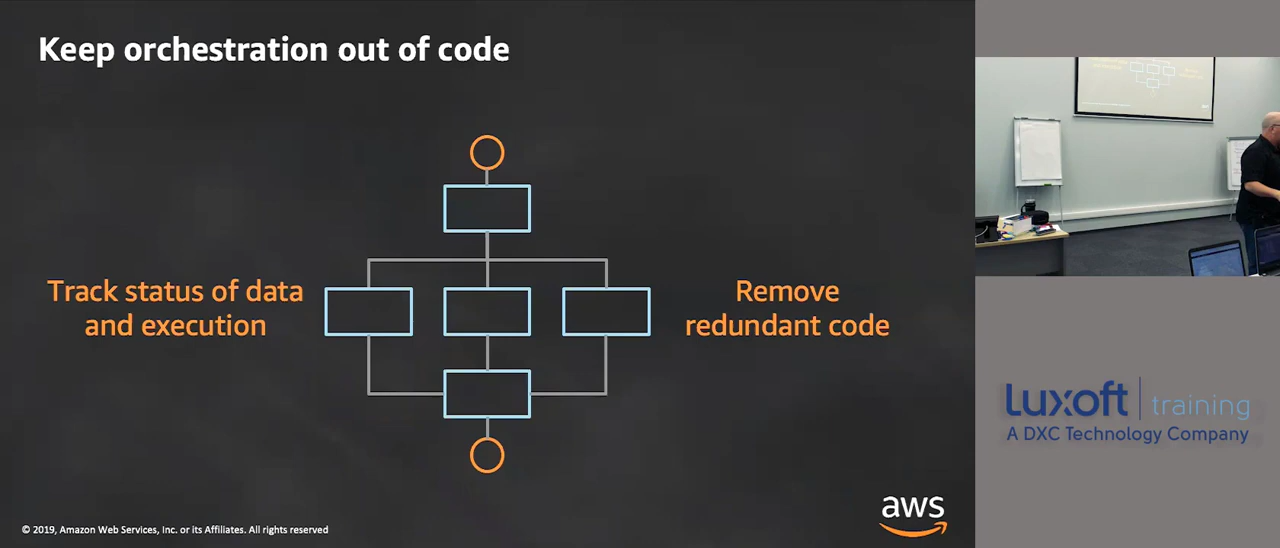 Keep orchestration out of code
Track status of data
and execution
Remove
redundant code
© 2019, Amazon Web Services, Inc. or its Affiliates. All rights reserved
aws
Luxoft training
A DXC Technology Company